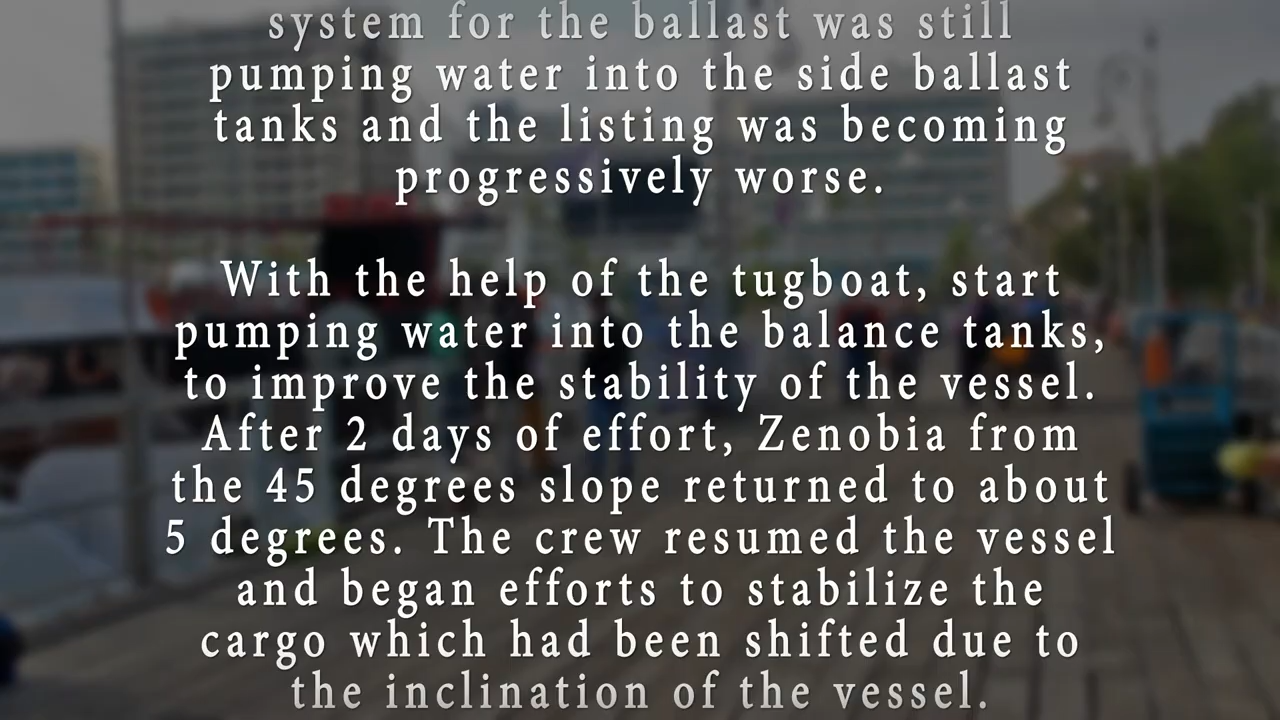 system for the ballast was still
pumping water into the side ballast
tanks and the listing was becoming
progressively worse.
With the help of the tugboat, start
pumping water into the balance tanks,
to improve the stability of the vessel.
After 2 days of effort, Zenobia from
the 45 degrees slope returned to about
5 degrees. The crew resumed the vessel
and began efforts to stabilize the
cargo which had been shifted due to
the inclination of the vessel.